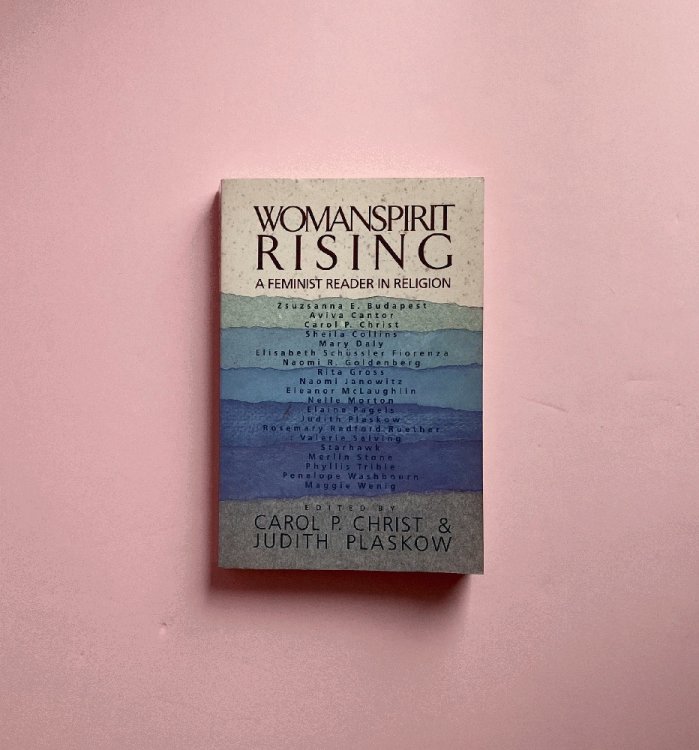 WOMANSPIRIT
RISING
A FEMINIST READER IN RELIGION
Zsuzsanna E. Budapest
Aviva Cantor
Carol P. Christ
Sheila Collins
Mary Daly
Elisabeth Schüssler Fiorenza
Naomi R. Goldenberg
Rita Gross
Naomi Janowitz
Eleanor McLaughlin
Nelle Morton
Elaine Pagels
Judith Plaskow
Rosemary Radford Ruether
Valerie Saiving
Starhawk
Merlin Stone
Phyllis Trible
Penelope Washbourn
Maggie Wenig
EDITED BY
CAROL P. CHRIST &
JUDITH PLASKOW